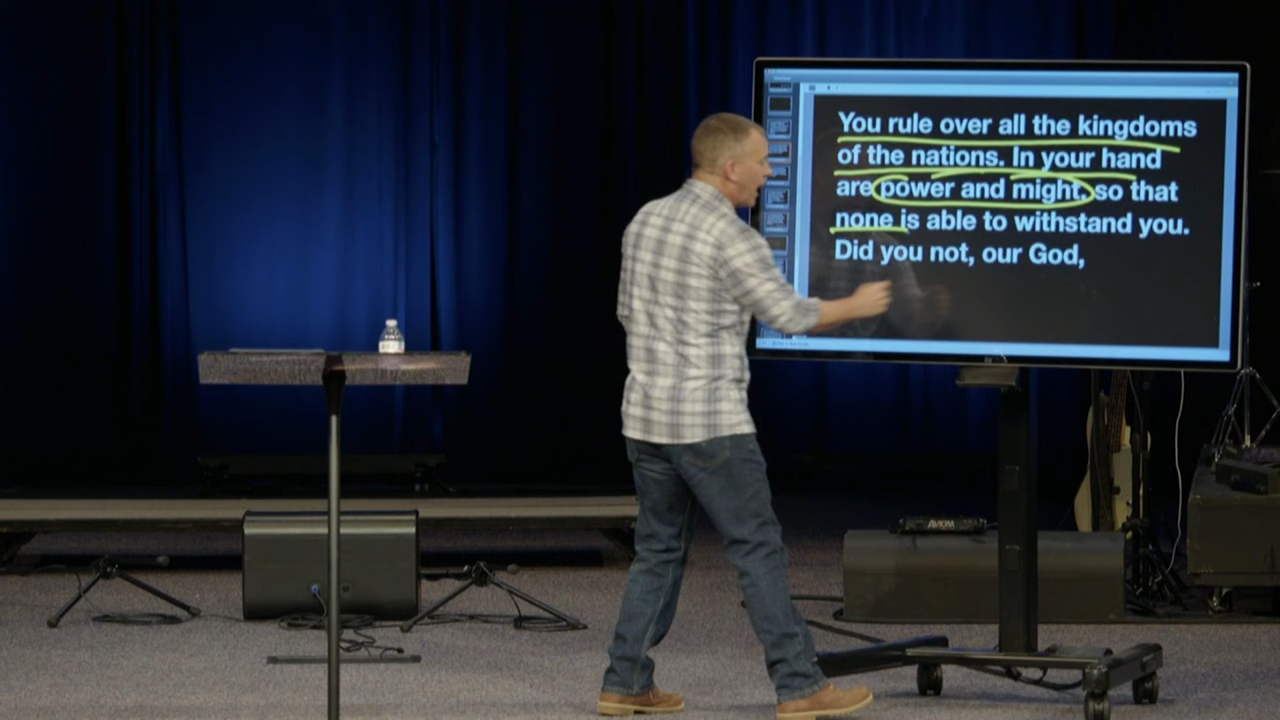 You rule over all the kingdoms
of the nations. In your hand
are power and might, so that
none is able to withstand you.
Did you not, our God,
AVIOM